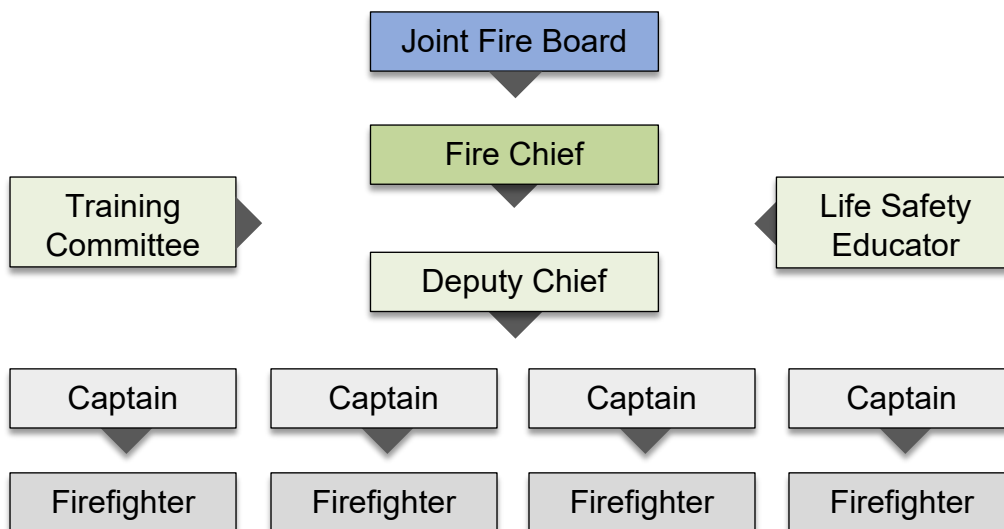 Joint Fire Board
Fire Chief
Training
Committee
Life Safety
Educator
Deputy Chief
Captain
Captain
Captain
Captain
Firefighter
Firefighter
Firefighter
Firefighter